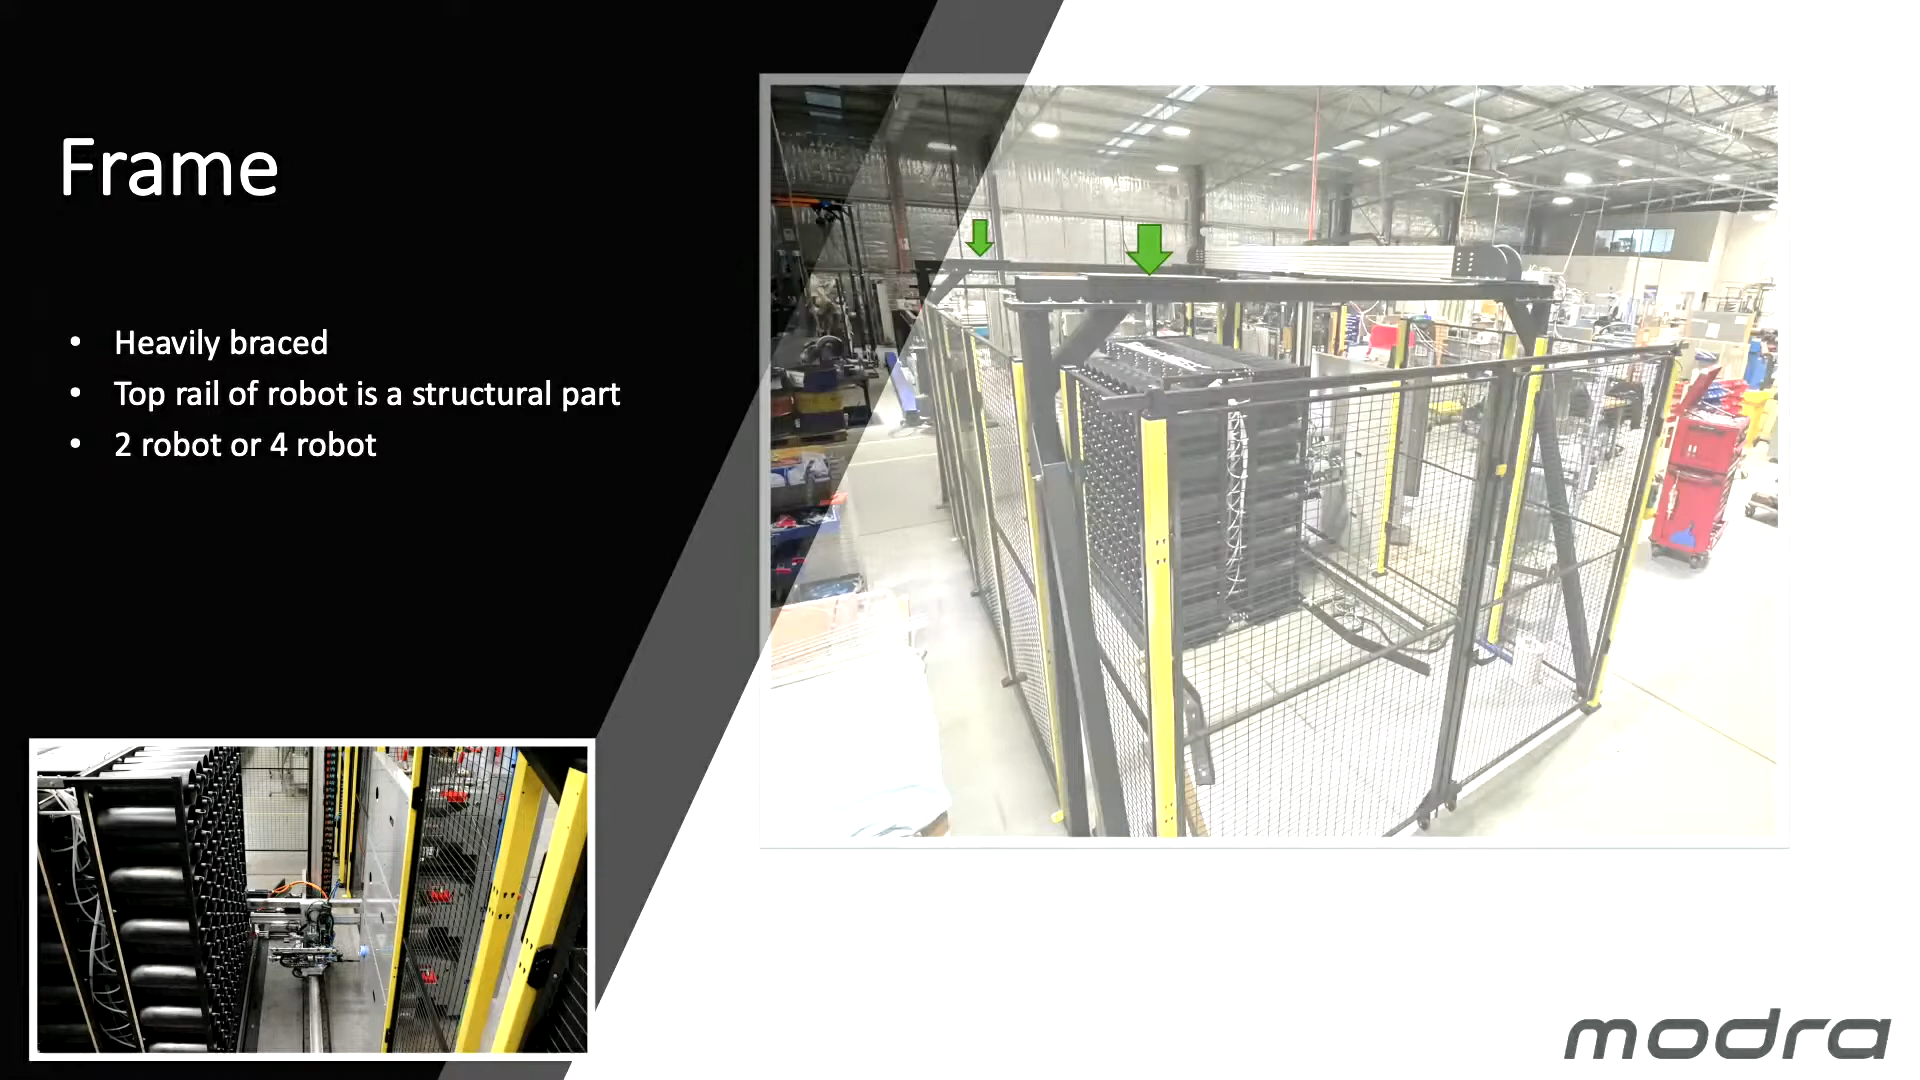 Frame
• Heavily braced
• Top rail of robot is a structural part
• 2 robot or 4 robot
modra